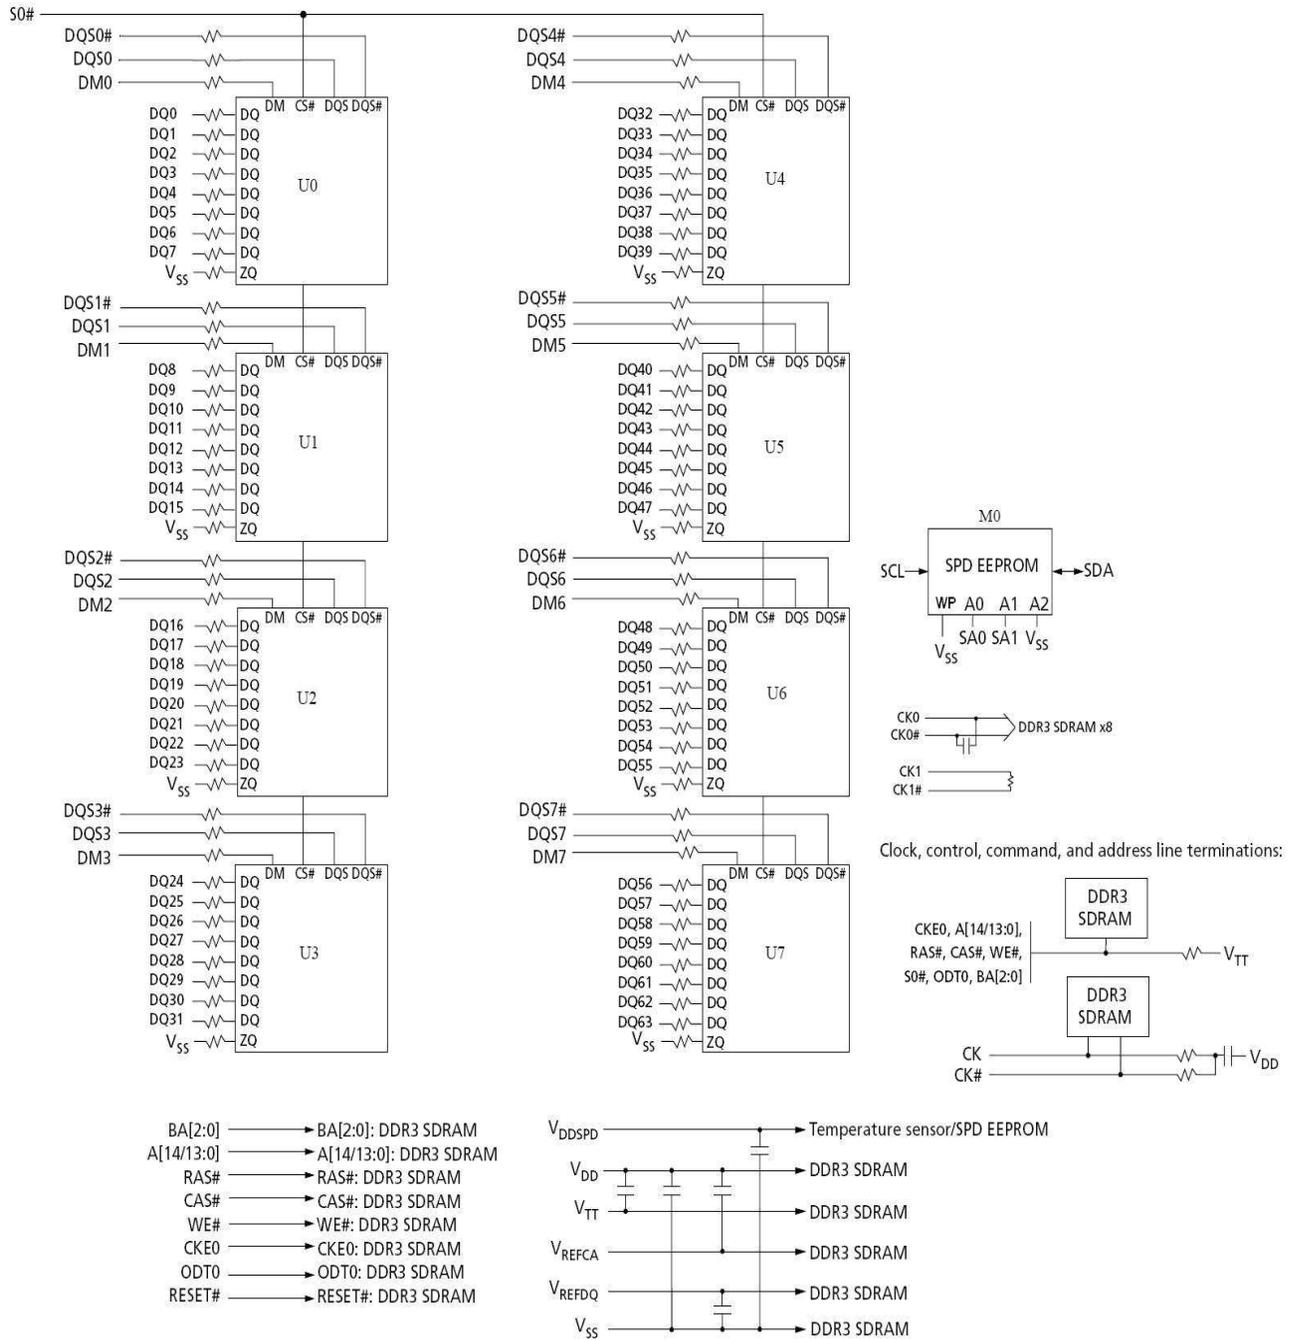 S0#
DQS0#
DQS0
DM0
DM CS# DQS DQS#
DQ0 DQ
DQ1 DQ
DQ2 DQ
DQ3 DQ
DQ4 DQ
DQ5 DQ
DQ6 DQ
DQ7 DQ
VSS ZQ
U0
DQS1#
DQS1
DM1
DM CS# DQS DQS#
DQ8 DQ
DQ9 DQ
DQ10 DQ
DQ11 DQ
DQ12 DQ
DQ13 DQ
DQ14 DQ
DQ15 DQ
VSS ZQ
U1
DQS2#
DQS2
DM2
DM CS# DQS DQS#
DQ16 DQ
DQ17 DQ
DQ18 DQ
DQ19 DQ
DQ20 DQ
DQ21 DQ
DQ22 DQ
DQ23 DQ
VSS ZQ
U2
DQS3#
DQS3
DM3
DM CS# DQS DQS#
DQ24 DQ
DQ25 DQ
DQ26 DQ
DQ27 DQ
DQ28 DQ
DQ29 DQ
DQ30 DQ
DQ31 DQ
VSS ZQ
U3
DQS4#
DQS4
DM4
DM CS# DQS DQS#
DQ32 DQ
DQ33 DQ
DQ34 DQ
DQ35 DQ
DQ36 DQ
DQ37 DQ
DQ38 DQ
DQ39 DQ
VSS ZQ
U4
DQS5#
DQS5
DM5
DM CS# DQS DQS#
DQ40 DQ
DQ41 DQ
DQ42 DQ
DQ43 DQ
DQ44 DQ
DQ45 DQ
DQ46 DQ
DQ47 DQ
VSS ZQ
U5
DQS6#
DQS6
DM6
DM CS# DQS DQS#
DQ48 DQ
DQ49 DQ
DQ50 DQ
DQ51 DQ
DQ52 DQ
DQ53 DQ
DQ54 DQ
DQ55 DQ
VSS ZQ
U6
DQS7#
DQS7
DM7
DM CS# DQS DQS#
DQ56 DQ
DQ57 DQ
DQ58 DQ
DQ59 DQ
DQ60 DQ
DQ61 DQ
DQ62 DQ
DQ63 DQ
VSS ZQ
U7
M0
SCL SPD EEPROM SDA
WP A0 A1 A2
VSS SA0 SA1 VSS
CK0
CK0#
DDR3 SDRAM x8
CK1
CK1#
Clock, control, command, and address line terminations:
DDR3
SDRAM
CKE0, A[14/13:0],
RAS#, CAS#, WE#,
S0#, ODT0, BA[2:0]
VTT
DDR3
SDRAM
CK
CK#
VDD
BA[2:0] BA[2:0]: DDR3 SDRAM
A[14/13:0] A[14/13:0]: DDR3 SDRAM
RAS# RAS#: DDR3 SDRAM
CAS# CAS#: DDR3 SDRAM
WE# WE#: DDR3 SDRAM
CKE0 CKE0: DDR3 SDRAM
ODT0 ODT0: DDR3 SDRAM
RESET# RESET#: DDR3 SDRAM
VDDSPD Temperature sensor/SPD EEPROM
VDD DDR3 SDRAM
VTT DDR3 SDRAM
VREFCA DDR3 SDRAM
VREFDQ DDR3 SDRAM
VSS DDR3 SDRAM